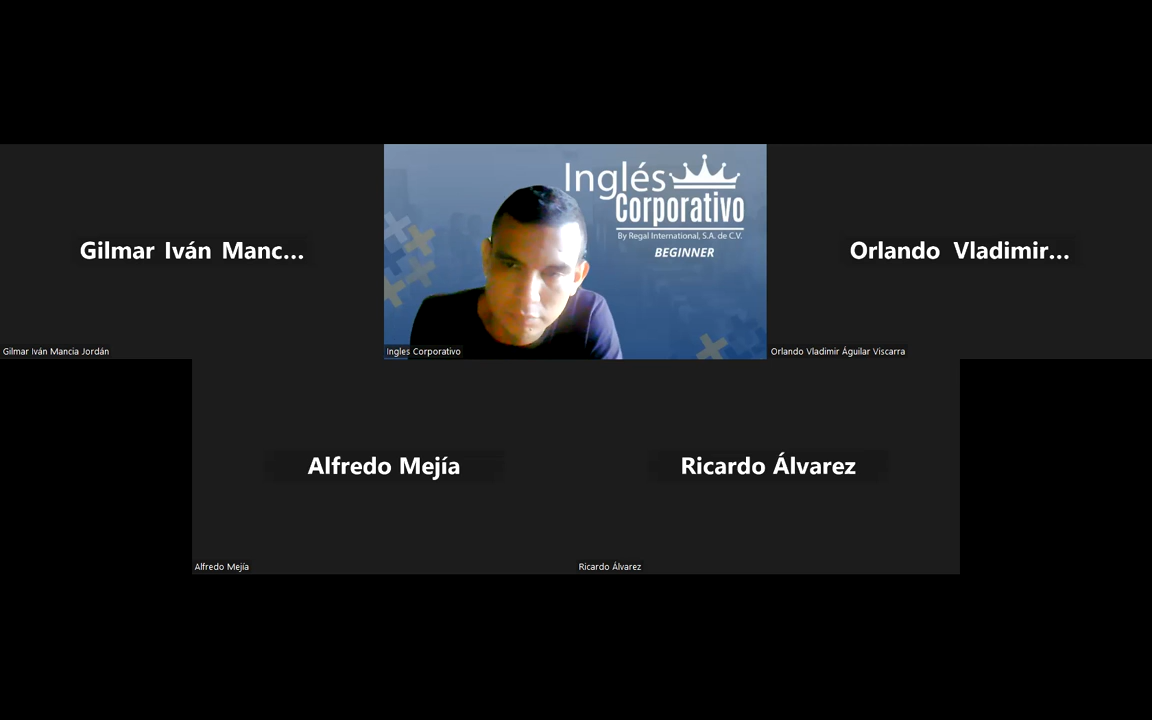 Inglés
Corporativo
By Regal International, S.A. de C.V.
BEGINNER
Gilmar Iván Manc...
Orlando Vladimir...
Gilmar Iván Mancia Jordán
Ingles Corporativo
Orlando Vladimir Águilar Viscarra
Alfredo Mejía
Ricardo Álvarez
Alfredo Mejía
Ricardo Álvarez